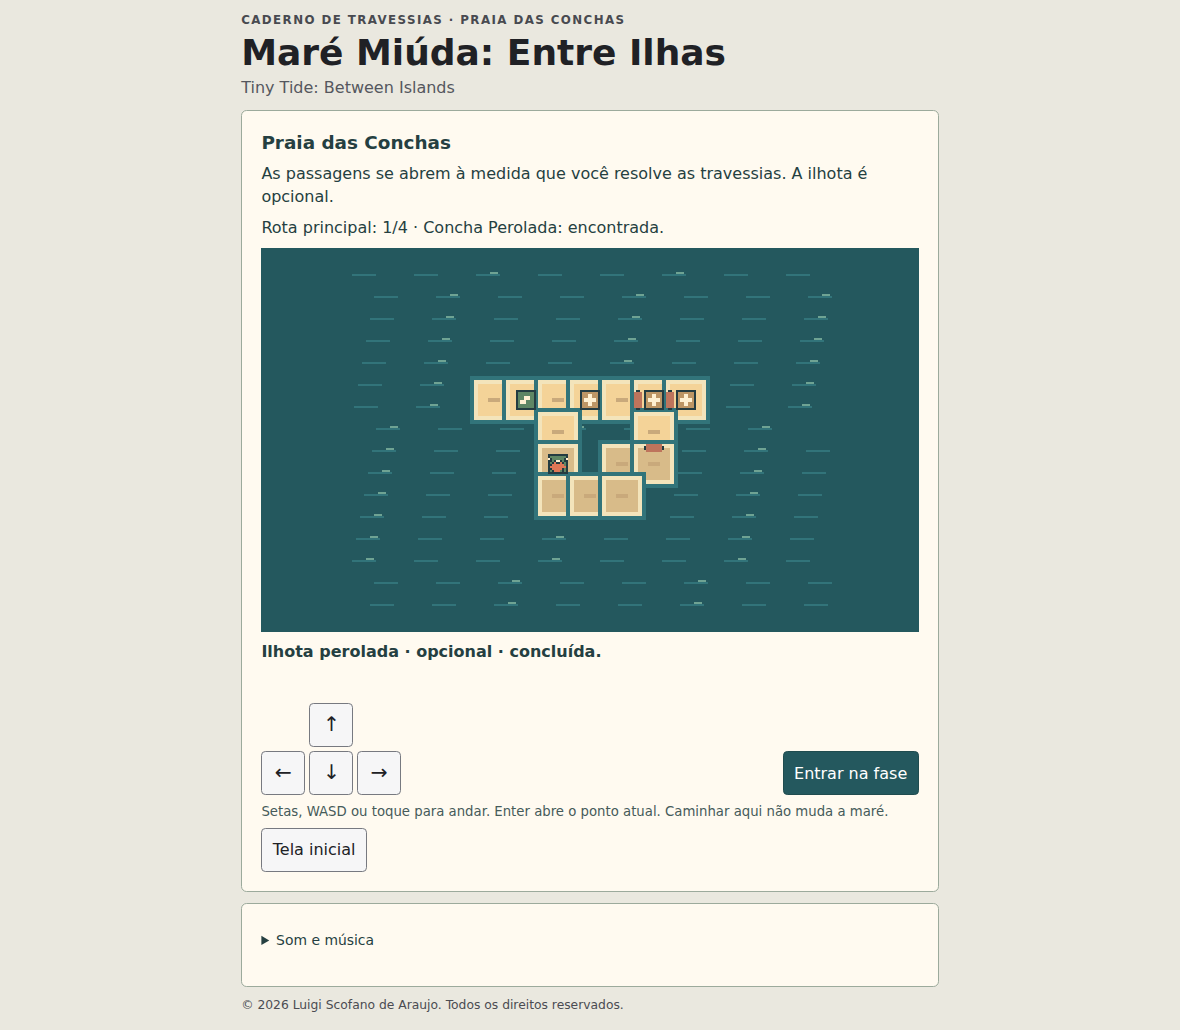 CADERNO DE TRAVESSIAS · PRAIA DAS CONCHAS
Maré Miúda: Entre Ilhas
Tiny Tide: Between Islands
Praia das Conchas
As passagens se abrem à medida que você resolve as travessias. A ilhota é
opcional.
Rota principal: 1/4 · Concha Perolada: encontrada.
Ilhota perolada · opcional · concluída.
↑
← ↓ →
Entrar na fase
Setas, WASD ou toque para andar. Enter abre o ponto atual. Caminhar aqui não muda a maré.
Tela inicial
▶ Som e música
© 2026 Luigi Scofano de Araujo. Todos os direitos reservados.